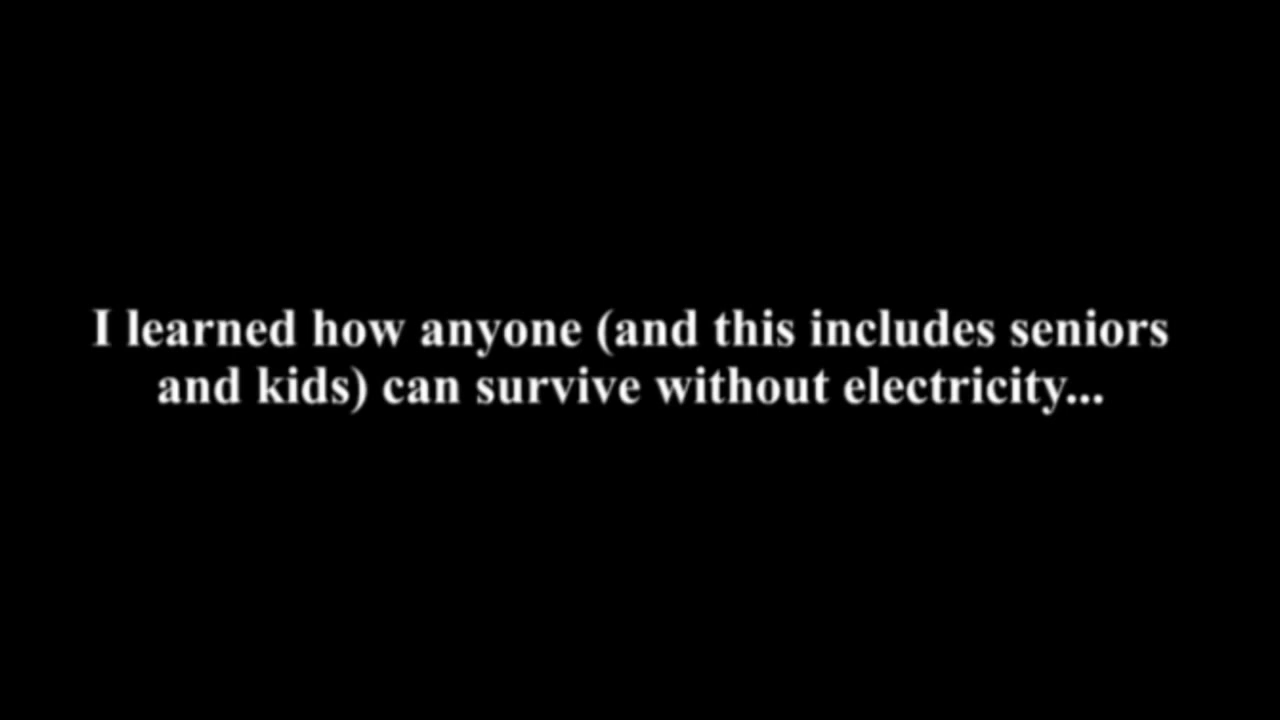 I learned how anyone (and this includes seniors
and kids) can survive without electricity...